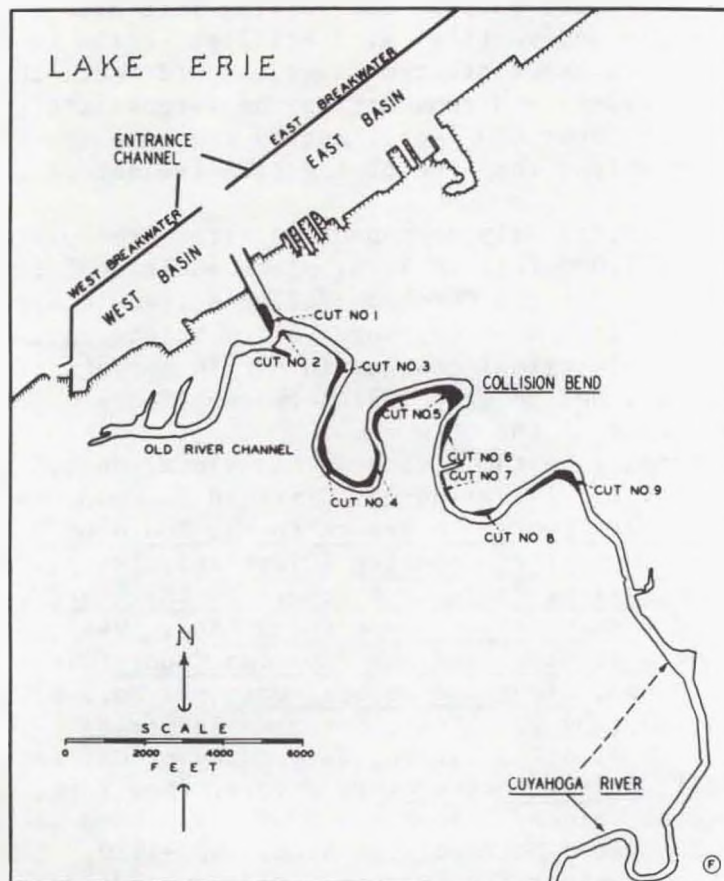 LAKE ERIE
EAST BREAKWATER
EAST BASIN
ENTRANCE
CHANNEL
WEST BREAKWATER
WEST BASIN
CUT NO. 1
CUT NO. 2
CUT NO. 3
COLLISION BEND
CUT NO. 5
OLD RIVER CHANNEL
CUT NO. 6
CUT NO. 7
CUT NO. 9
CUT NO. 4
CUT NO. 8
N
SCALE
0 2000 4000 6000
FEET
CUYAHOGA RIVER
F